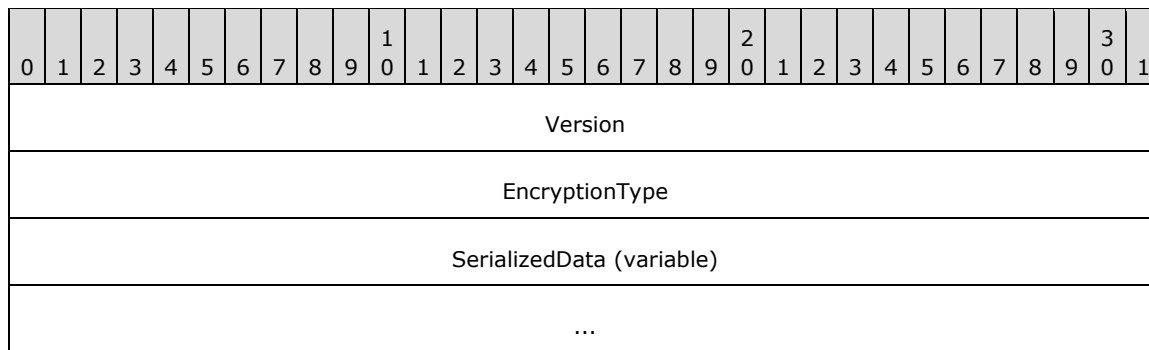 1 2 3
0 1 2 3 4 5 6 7 8 9 0 1 2 3 4 5 6 7 8 9 0 1 2 3 4 5 6 7 8 9 0 1
Version
EncryptionType
SerializedData (variable)
...